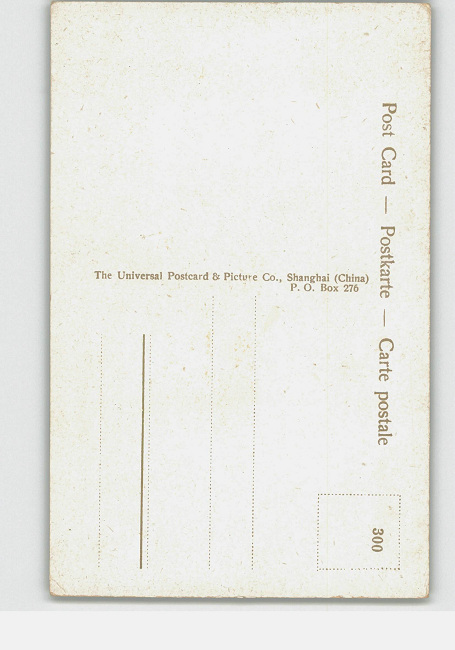 Post Card — Postkarte — Carte postale
The Universal Postcard & Picture Co., Shanghai (China)
P. O. Box 276
300